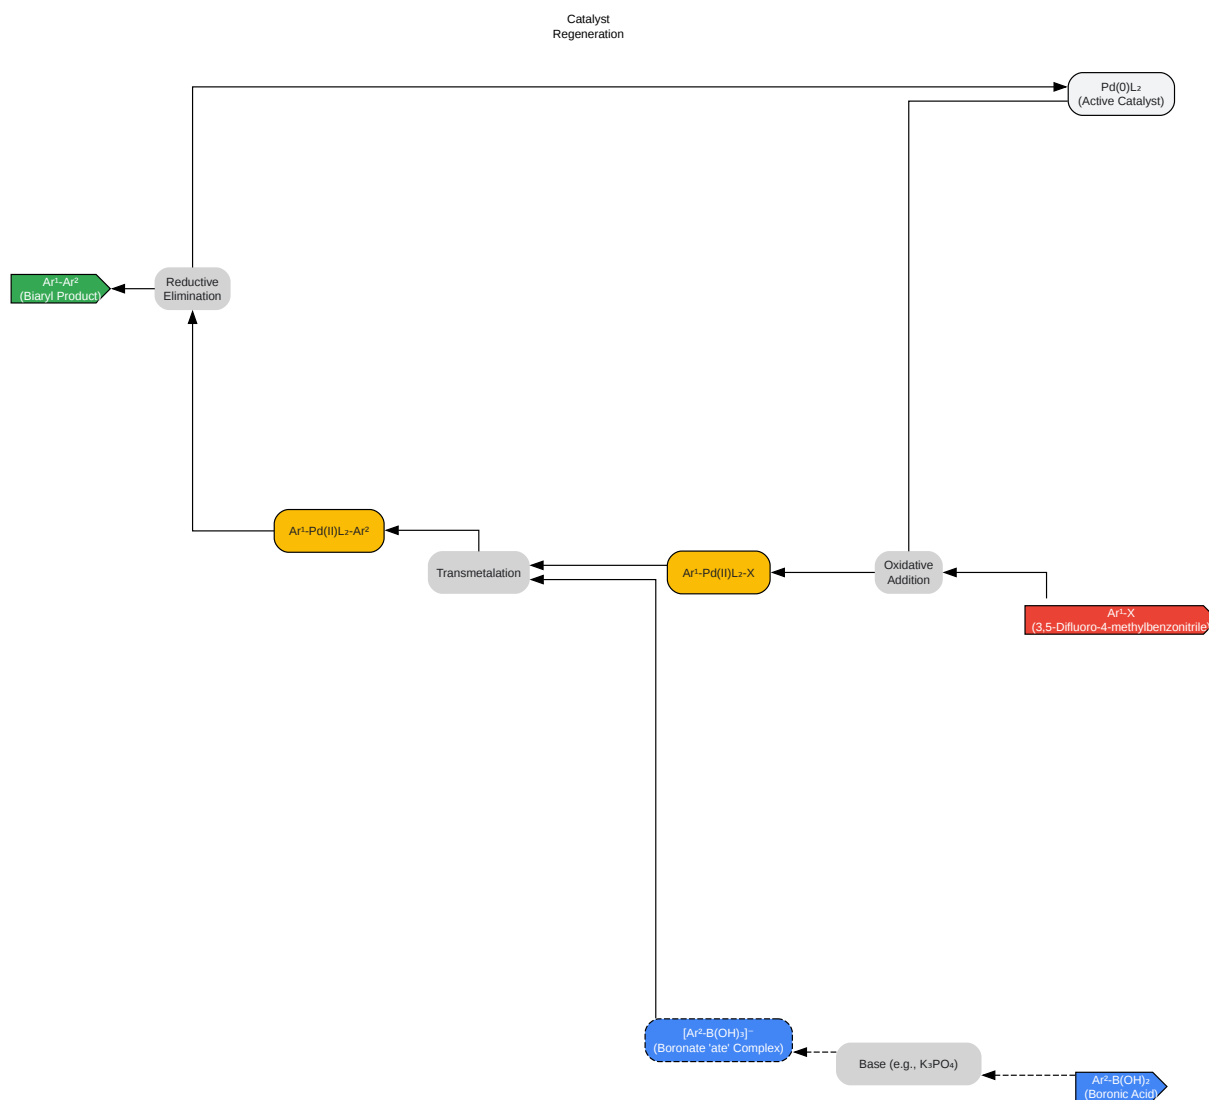 Catalyst
Regeneration
Pd(0)L₂
(Active Catalyst)
Reductive
Elimination
Ar¹-Ar²
(Biaryl Product)
Ar¹-Pd(II)L₂-Ar²
Transmetalation
Ar¹-Pd(II)L₂-X
Oxidative
Addition
Ar¹-X
(3,5-Difluoro-4-methylbenzonitrile)
[Ar²-B(OH)₃]⁻
(Boronate 'ate' Complex)
Base (e.g., K₃PO₄)
Ar²-B(OH)₂
(Boronic Acid)